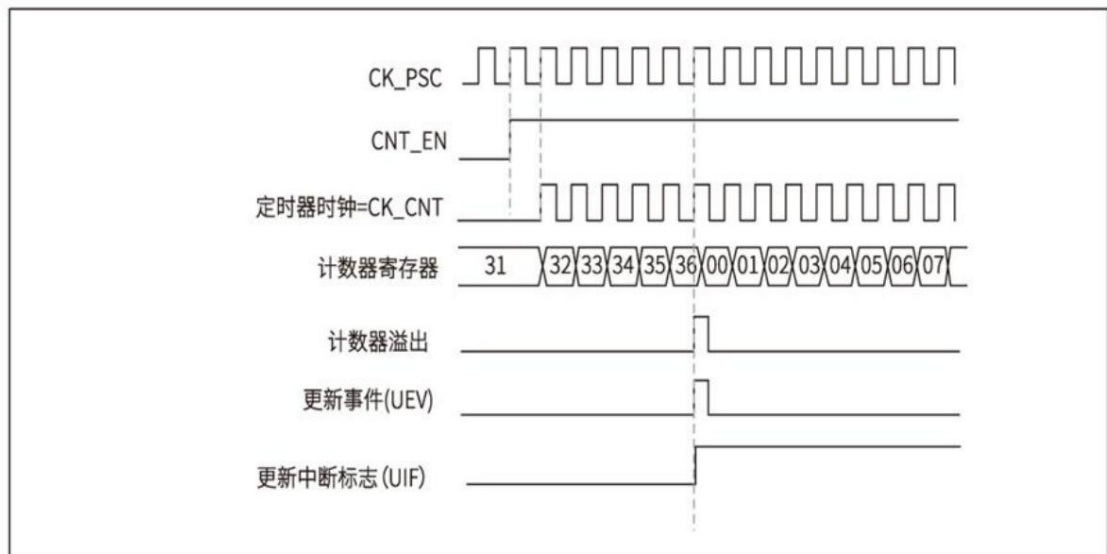 CK_PSC
CNT_EN
定时器时钟=CK_CNT
计数器寄存器 31 32 33 34 35 36 00 01 02 03 04 05 06 07
计数器溢出
更新事件(UEV)
更新中断标志(UIF)